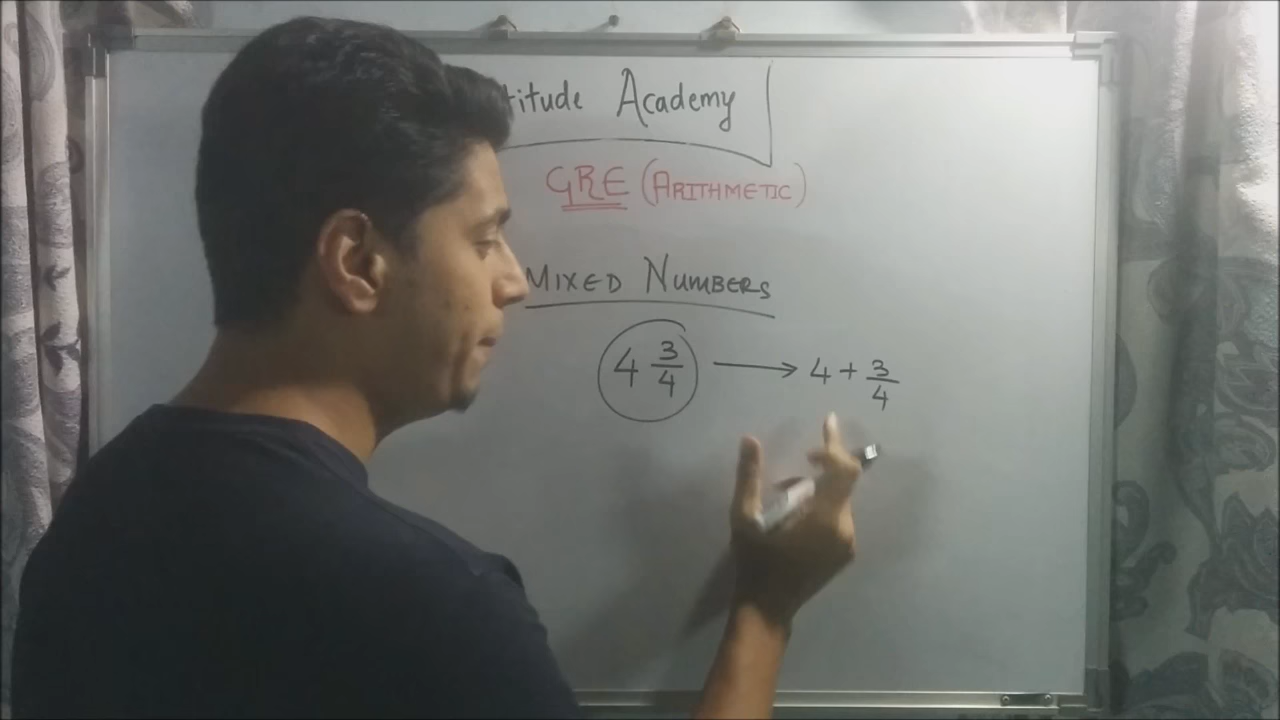 titude Academy
GRE (ARITHMETIC)
MIXED NUMBERS
4 3/4 → 4 + 3/4